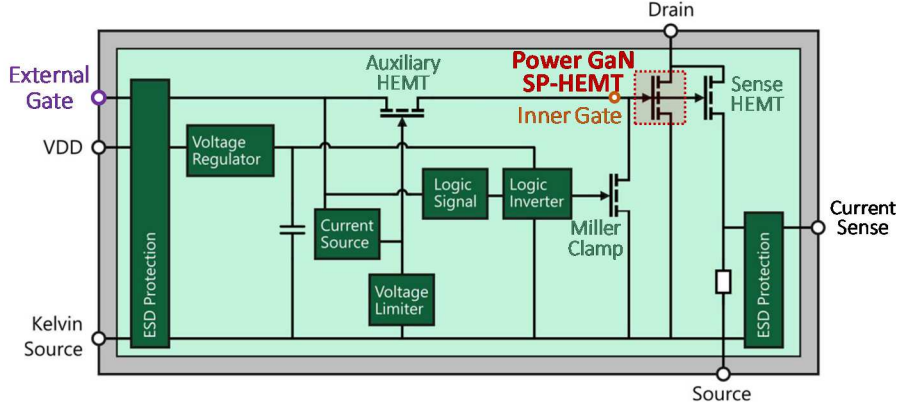 Drain
External
Gate
Auxiliary
HEMT
Power GaN
SP-HEMT
Inner Gate
Sense
HEMT
VDD
Voltage
Regulator
Logic
Signal
Logic
Inverter
Miller
Clamp
Current
Source
Voltage
Limiter
ESD Protection
ESD Protection
Current
Sense
Kelvin
Source
Source